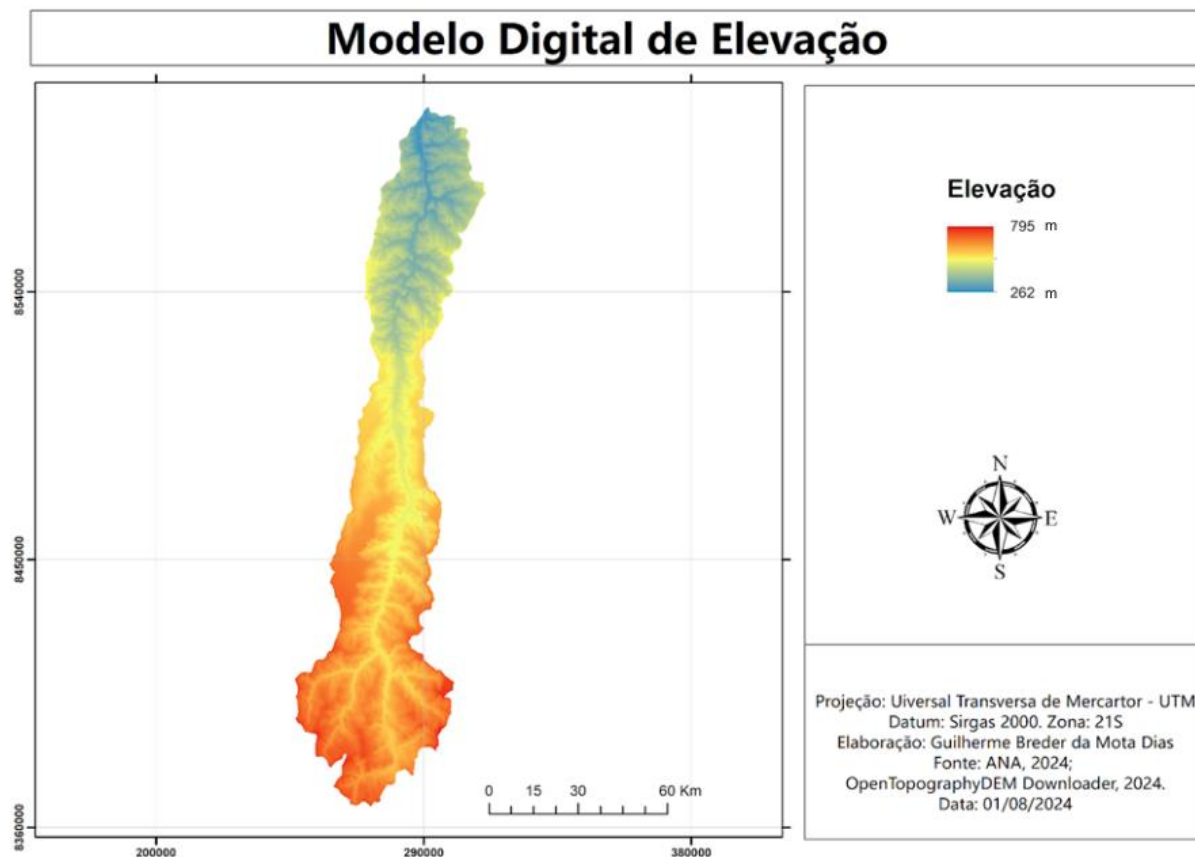 Modelo Digital de Elevação
200000
290000
380000
8540000
8450000
8360000
0 15 30 60 Km
Elevação
795 m
262 m
N
W E
S
Projeção: Uiversal Transversa de Mercartor - UTM
Datum: Sirgas 2000. Zona: 21S
Elaboração: Guilherme Breder da Mota Dias
Fonte: ANA, 2024;
OpenTopographyDEM Downloader, 2024.
Data: 01/08/2024